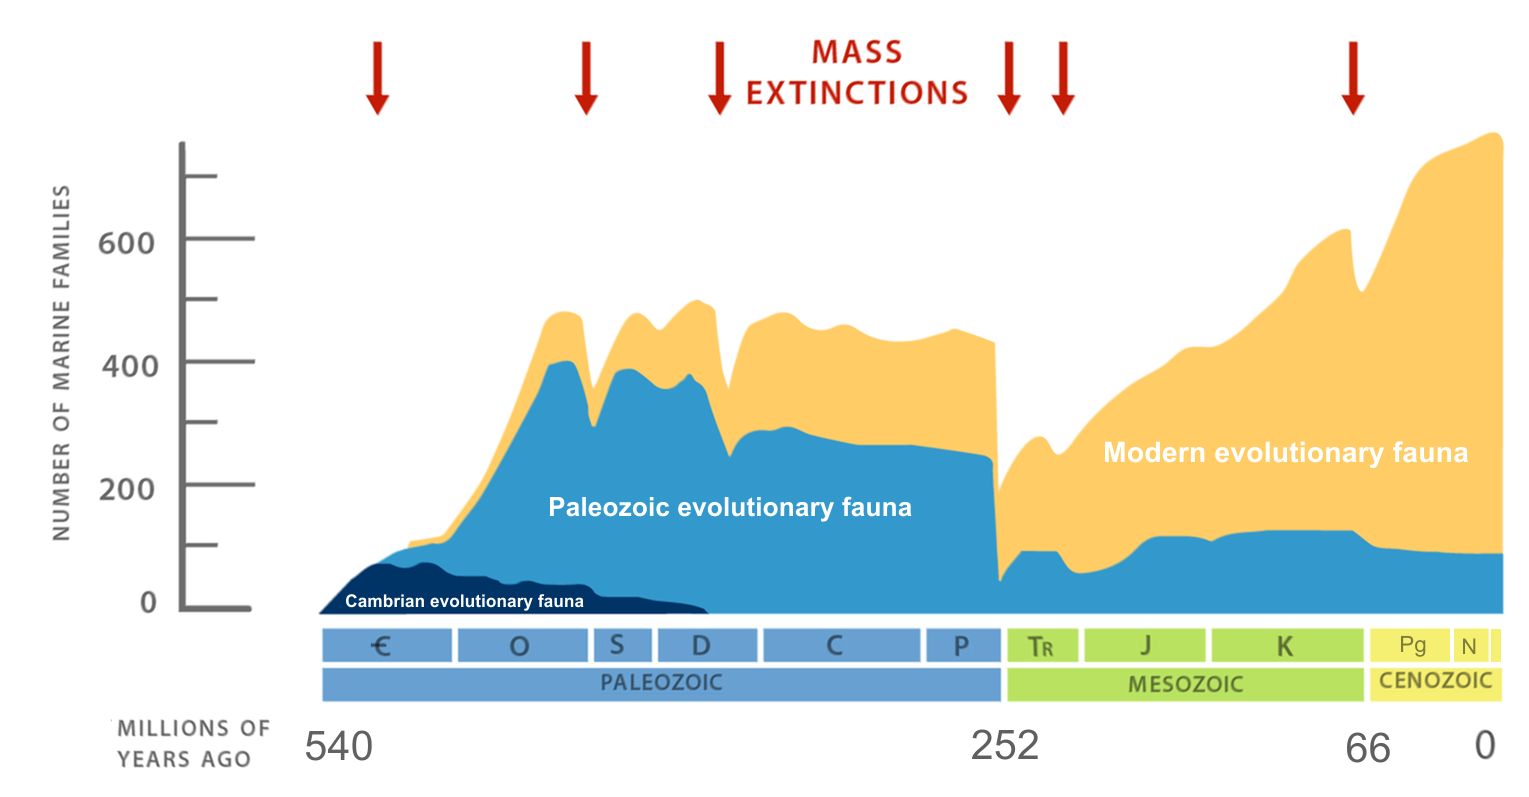 MASS
EXTINCTIONS
NUMBER OF MARINE FAMILIES
600
400
200
0
Modern evolutionary fauna
Paleozoic evolutionary fauna
Cambrian evolutionary fauna
€ O S D C P TR J K Pg N
PALEOZOIC MESOZOIC CENOZOIC
MILLIONS OF
YEARS AGO
540 252 66 0